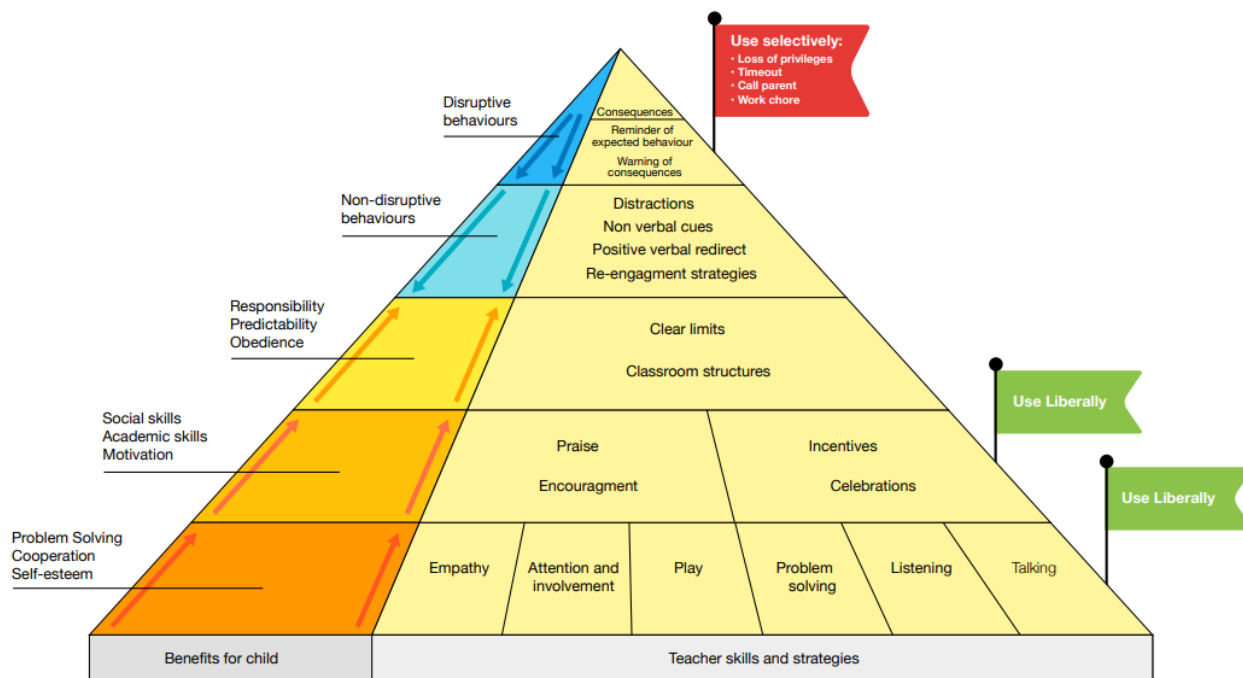 Use selectively:
• Loss of privileges
• Timeout
• Call parent
• Work chore
Disruptive
behaviours
Consequences
Reminder of
expected behaviour
Warning of
consequences
Non-disruptive
behaviours
Distractions
Non verbal cues
Positive verbal redirect
Re-engagment strategies
Responsibility
Predictability
Obedience
Clear limits
Classroom structures
Use Liberally
Social skills
Academic skills
Motivation
Praise
Encouragment
Incentives
Celebrations
Use Liberally
Problem Solving
Cooperation
Self-esteem
Empathy
Attention and
involvement
Play
Problem
solving
Listening
Talking
Benefits for child
Teacher skills and strategies